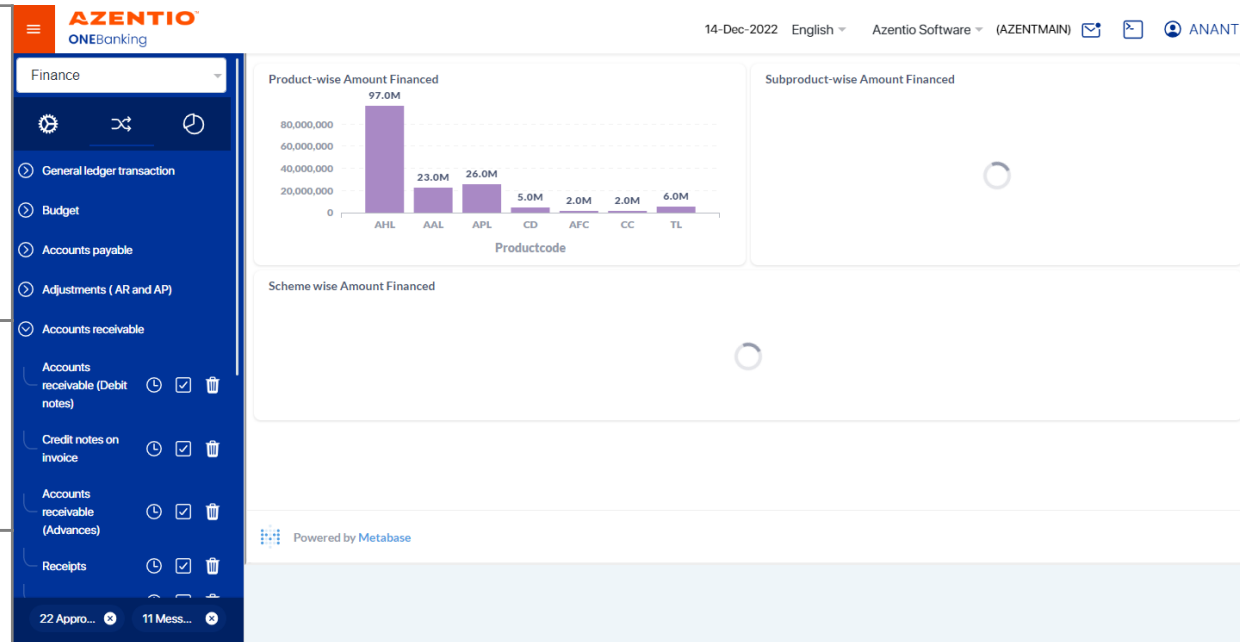 AZENTIO™
ONEBanking
14-Dec-2022 English Azentio Software (AZENTMAIN) ANANT
Finance
General ledger transaction
Budget
Accounts payable
Adjustments ( AR and AP)
Accounts receivable
Accounts
receivable (Debit
notes)
Credit notes on
invoice
Accounts
receivable
(Advances)
Receipts
22 Appro...
11 Mess...
Product-wise Amount Financed
97.0M
80,000,000
60,000,000
40,000,000
20,000,000
0
23.0M
26.0M
5.0M
2.0M
2.0M
6.0M
AHL AAL APL CD AFC CC TL
Productcode
Subproduct-wise Amount Financed
Scheme wise Amount Financed
Powered by Metabase